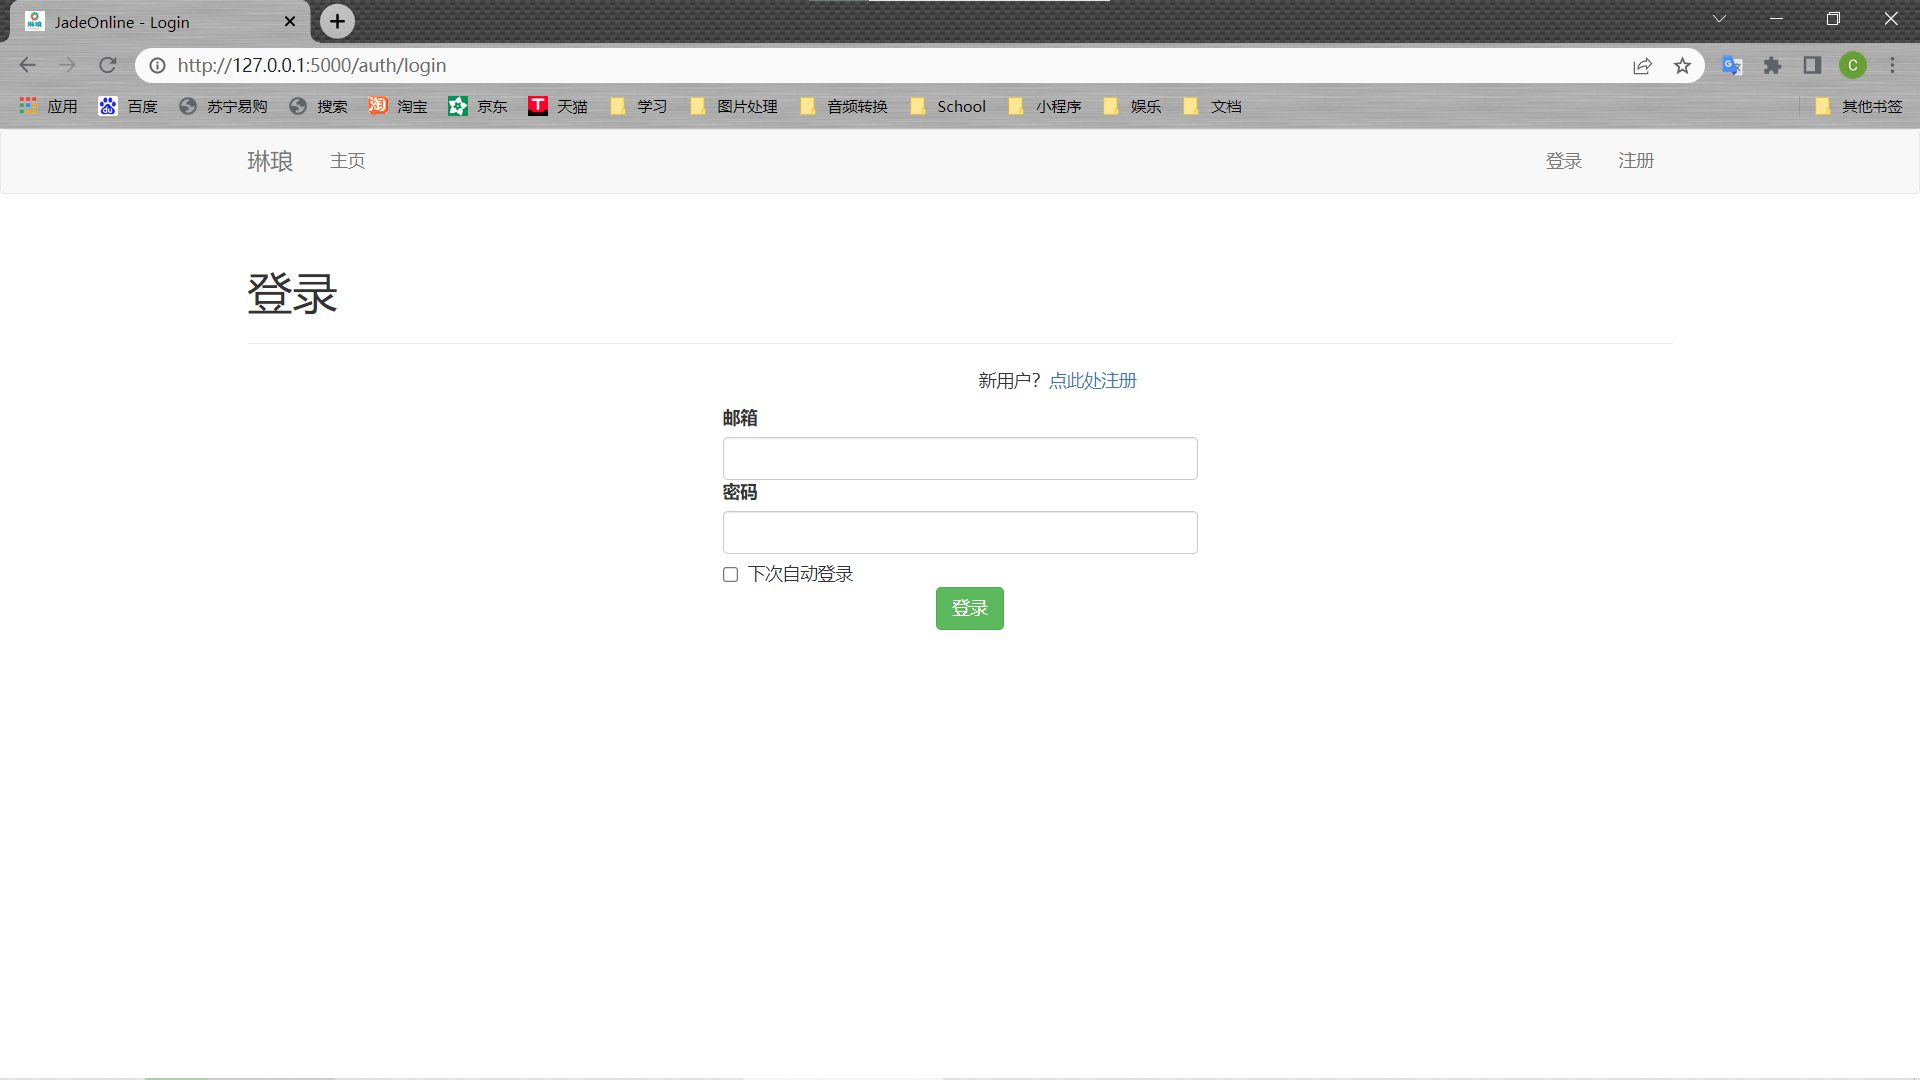 JadeOnline - Login
http://127.0.0.1:5000/auth/login
C
应用 百度 苏宁易购 搜索 淘宝 京东 天猫 学习 图片处理 音频转换 School 小程序 娱乐 文档 其他书签
琳琅 主页 登录 注册
登录
新用户? 点此处注册
邮箱
密码
下次自动登录
登录